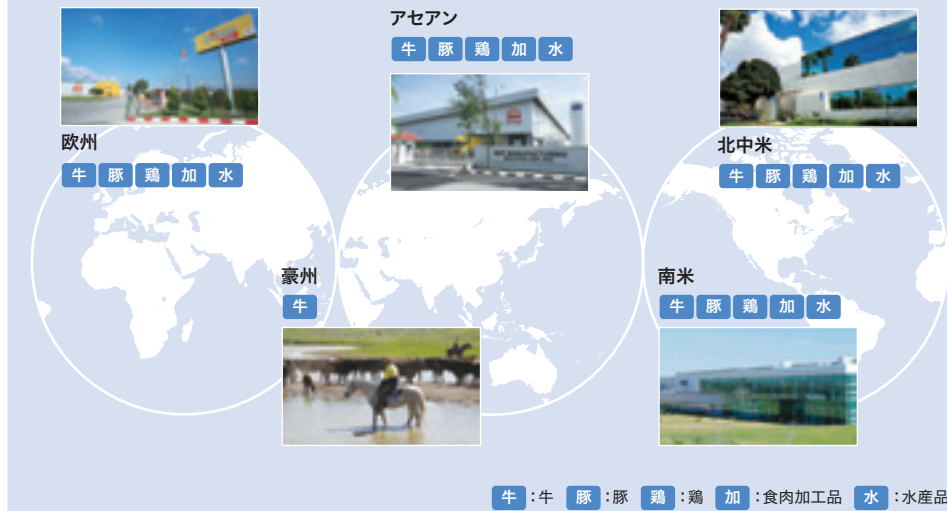 アセアン
牛 豚 鶏 加 水
欧州
牛 豚 鶏 加 水
北中米
牛 豚 鶏 加 水
豪州
牛
南米
牛 豚 鶏 加 水
牛：牛 豚：豚 鶏：鶏 加：食肉加工品 水：水産品